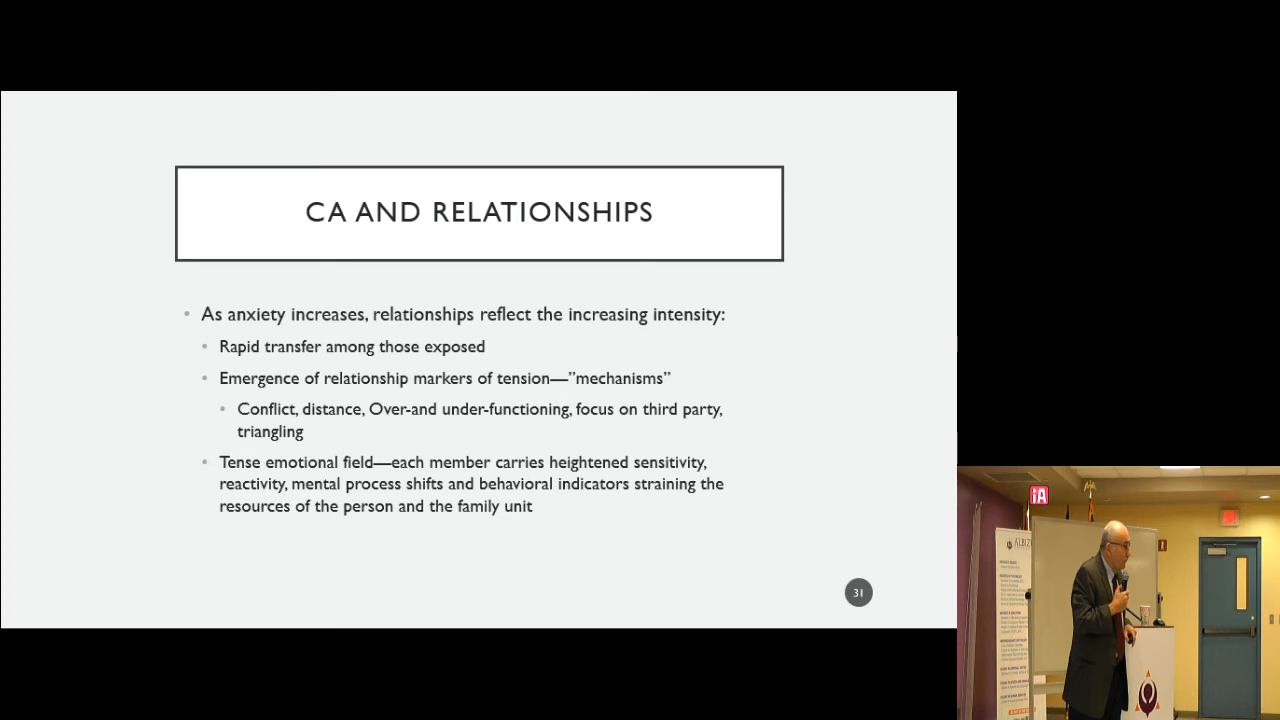 CA AND RELATIONSHIPS
• As anxiety increases, relationships reflect the increasing intensity:
• Rapid transfer among those exposed
• Emergence of relationship markers of tension—”mechanisms”
• Conflict, distance, Over-and under-functioning, focus on third party,
triangling
• Tense emotional field—each member carries heightened sensitivity,
reactivity, mental process shifts and behavioral indicators straining the
resources of the person and the family unit
31
iA
ALBIZ